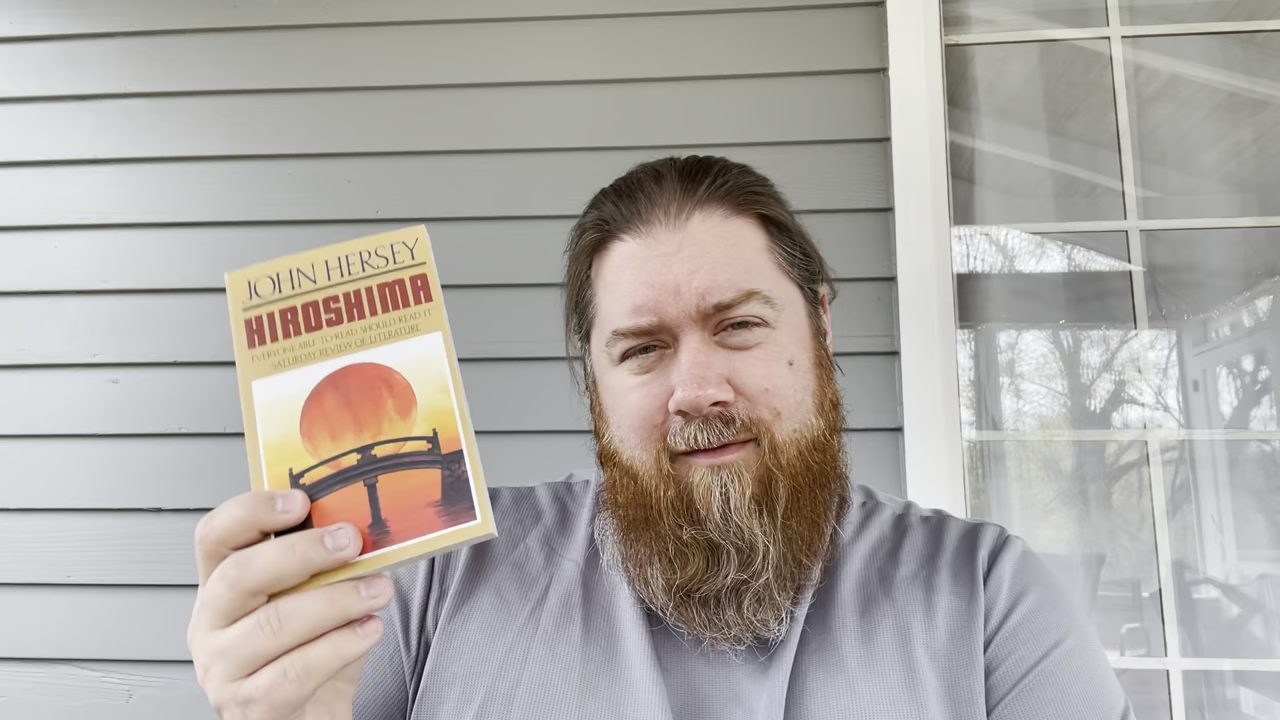 JOHN HERSEY
HIROSHIMA
EVERYONE ABLE TO READ SHOULD READ IT
SATURDAY REVIEW OF LITERATURE